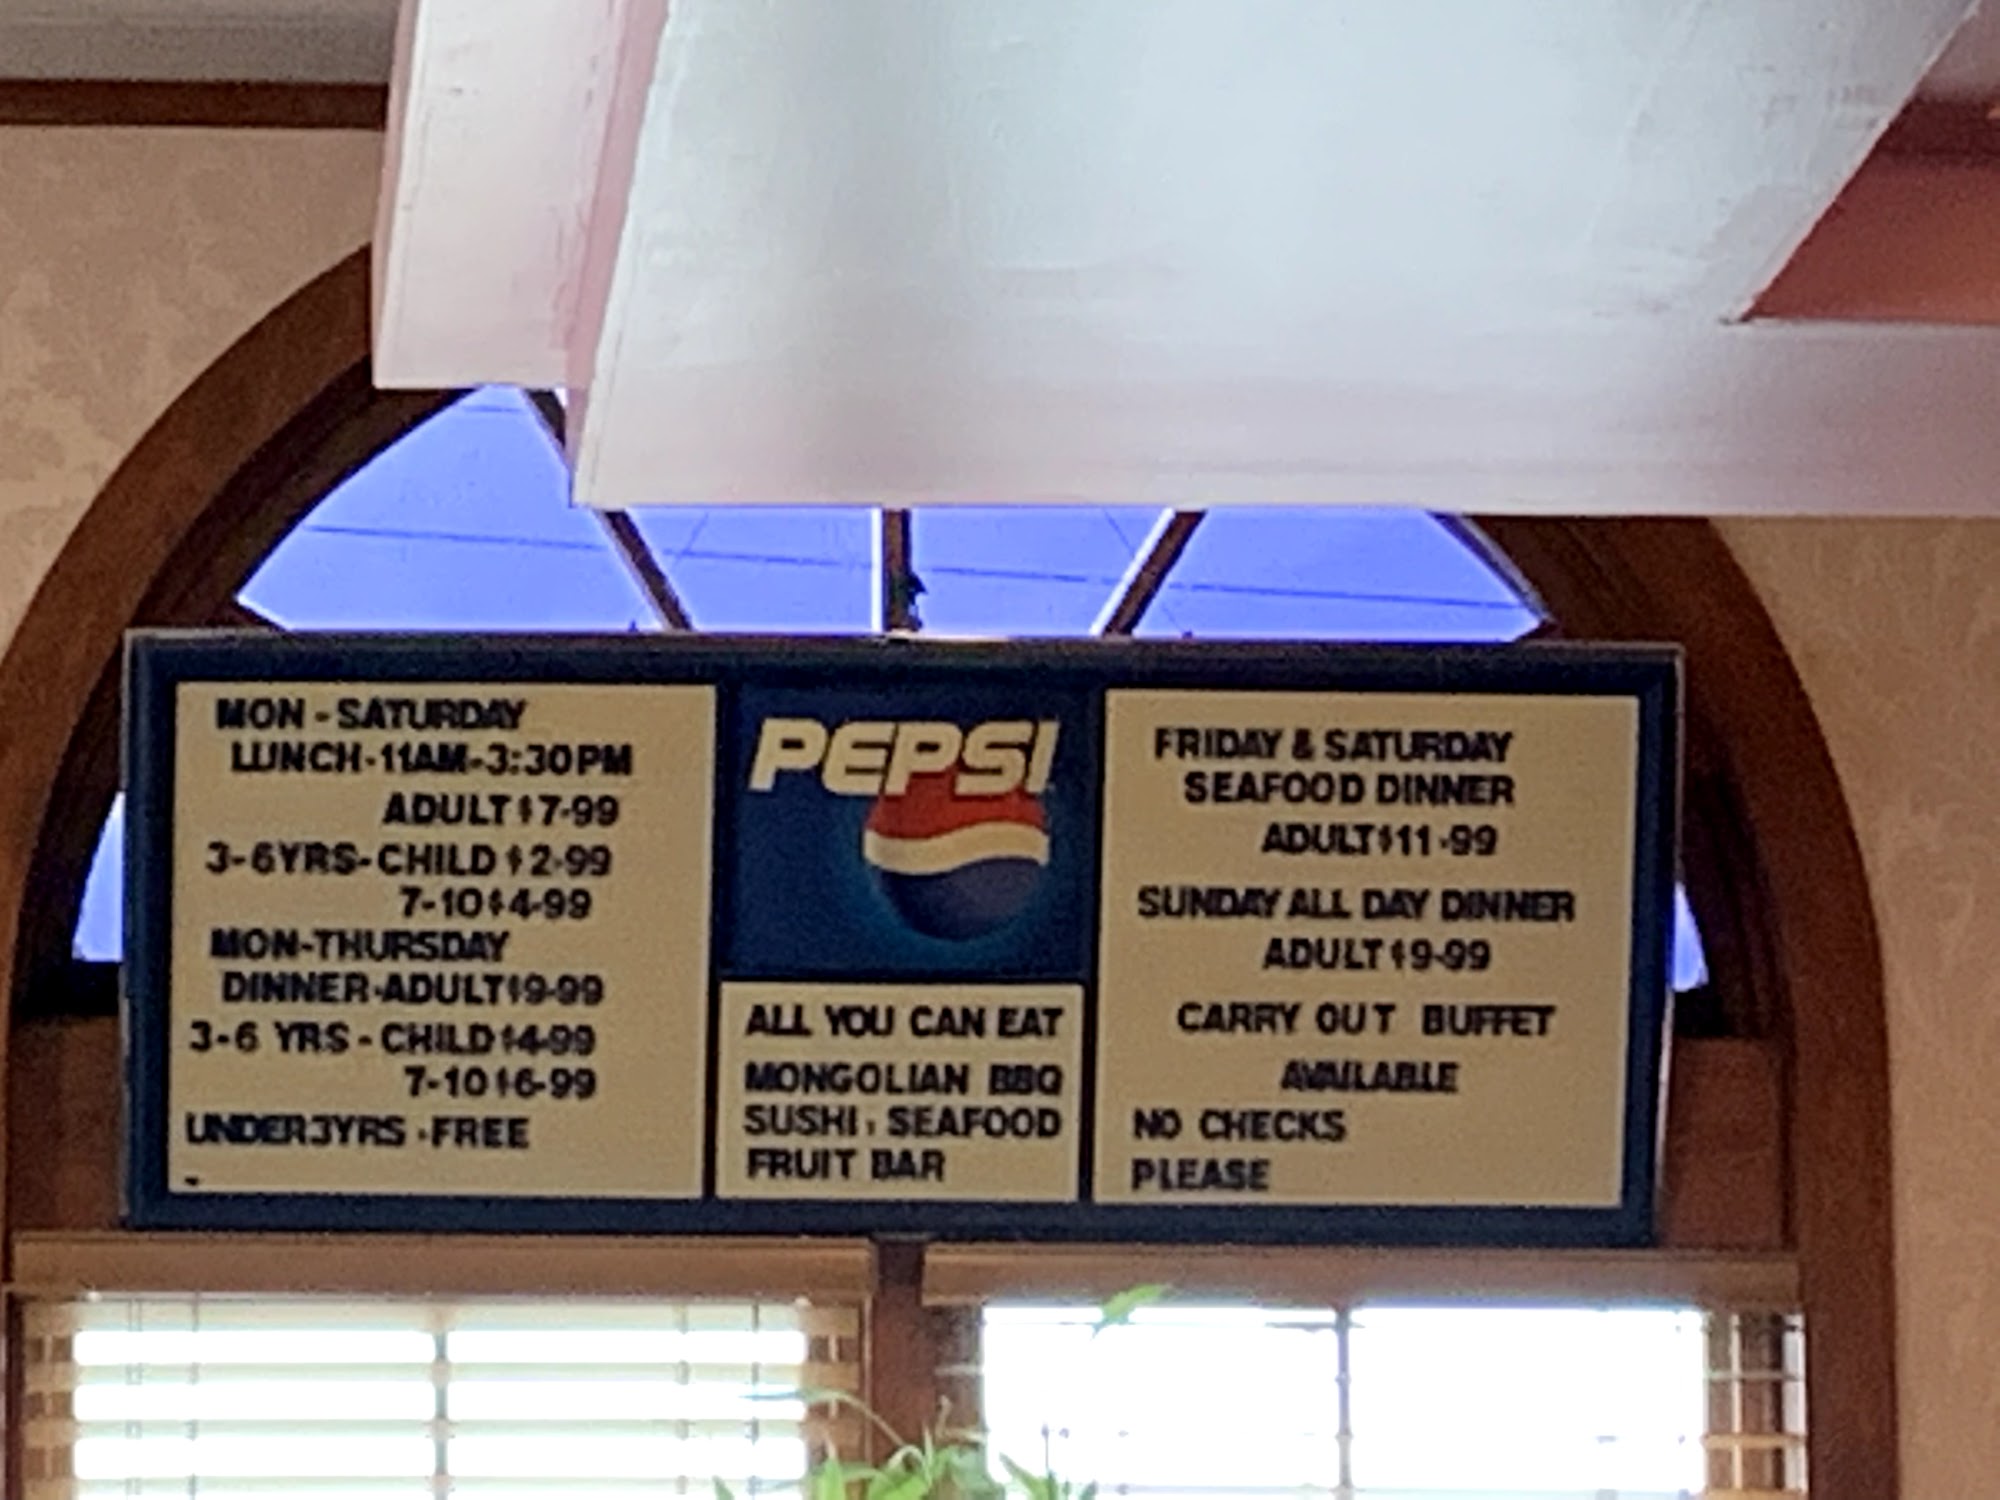 MON - SATURDAY
LUNCH-11AM-3:30PM
ADULT $7-99
3-6YRS-CHILD $2-99
7-10$4-99
MON-THURSDAY
DINNER-ADULT$9-99
3-6 YRS - CHILD$4-99
7-10$6-99
UNDER3YRS -FREE
PEPSI
ALL YOU CAN EAT
MONGOLIAN BBQ
SUSHI, SEAFOOD
FRUIT BAR
FRIDAY & SATURDAY
SEAFOOD DINNER
ADULT$11-99
SUNDAY ALL DAY DINNER
ADULT $9-99
CARRY OUT BUFFET
AVAILABLE
NO CHECKS
PLEASE